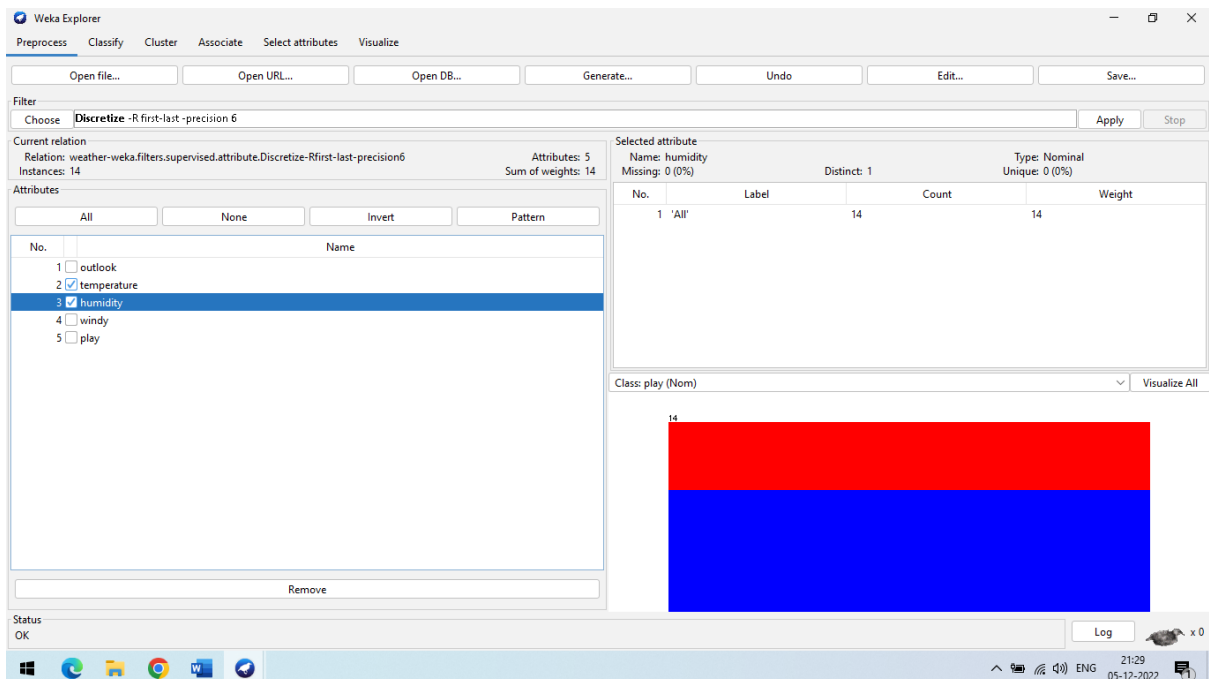 Weka Explorer
Preprocess Classify Cluster Associate Select attributes Visualize
Open file... Open URL... Open DB... Generate... Undo Edit... Save...
Filter
Choose Discretize -R first-last -precision 6 Apply Stop
Current relation
Relation: weather-weka.filters.supervised.attribute.Discretize-Rfirst-last-precision6 Attributes: 5
Instances: 14 Sum of weights: 14
Attributes
All None Invert Pattern
No. Name
1 outlook
2 temperature
3 humidity
4 windy
5 play
Remove
Selected attribute
Name: humidity Type: Nominal
Missing: 0 (0%) Distinct: 1 Unique: 0 (0%)
No. Label Count Weight
1 'All' 14 14
Class: play (Nom) Visualize All
14
Status
OK
Log x 0
ENG 21:29
05-12-2022
1